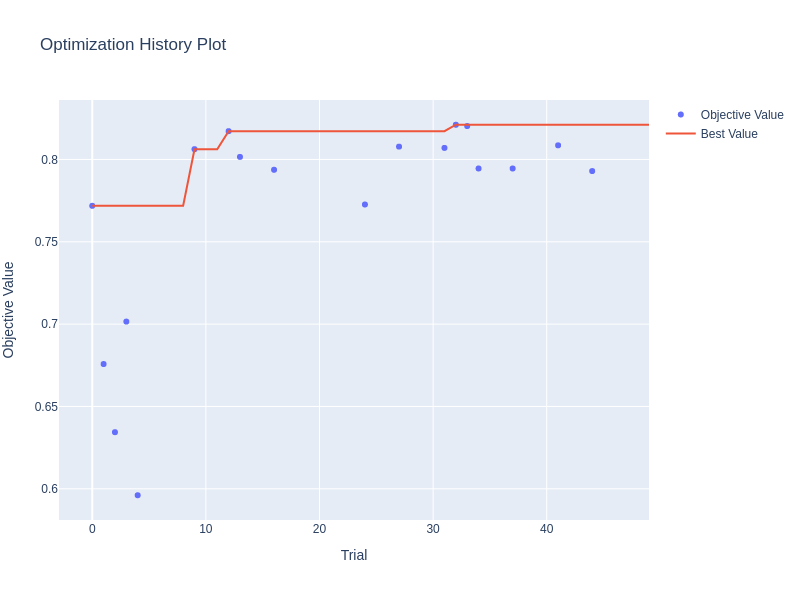 Optimization History Plot
Objective Value
Best Value
0.8
0.75
0.7
0.65
0.6
Objective Value
0
10
20
30
40
Trial